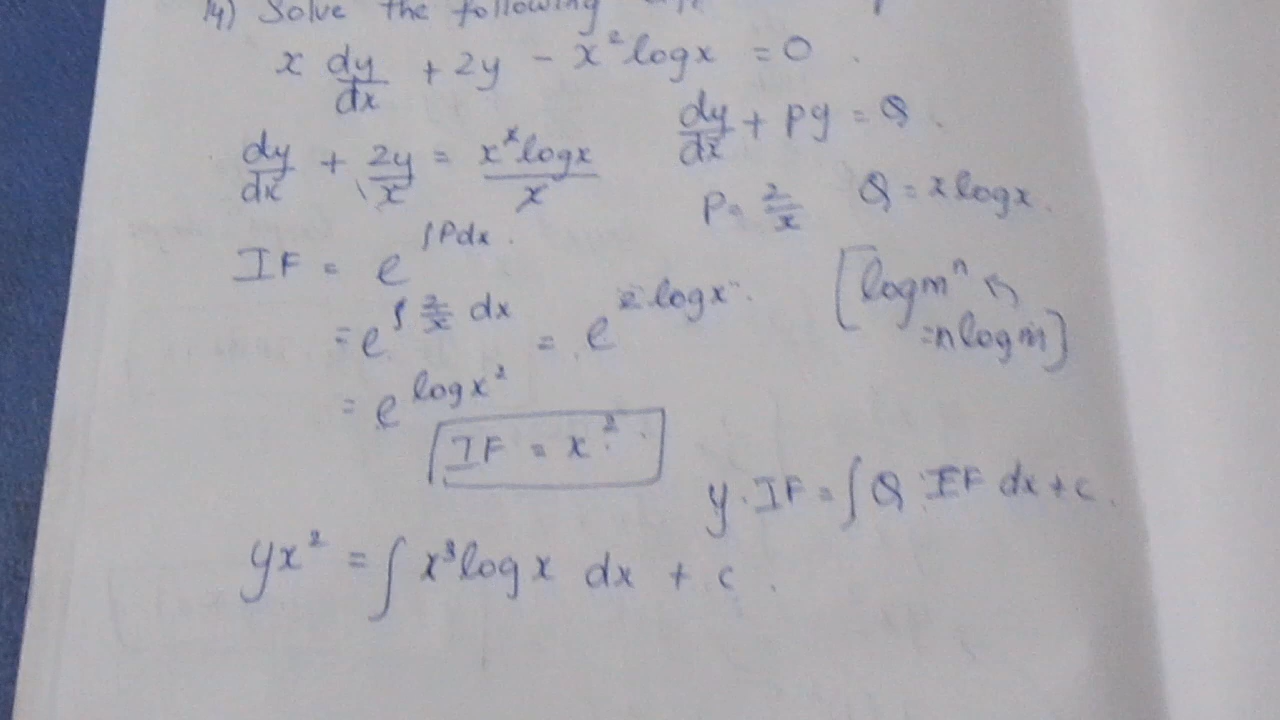 14) Solve the following
x dy/dx + 2y - x² log x = 0.
dy/dx + 2y/x = x² log x / x
dy/dx + Py = Q.
P = 2/x Q = x log x.
IF = e^∫Pdx.
= e^∫ 2/x dx = e^2 log x.
[log mⁿ
= n log m]
= e^log x²
IF = x².
y. IF = ∫ Q. IF dx + c.
yx² = ∫ x³ log x dx + c.